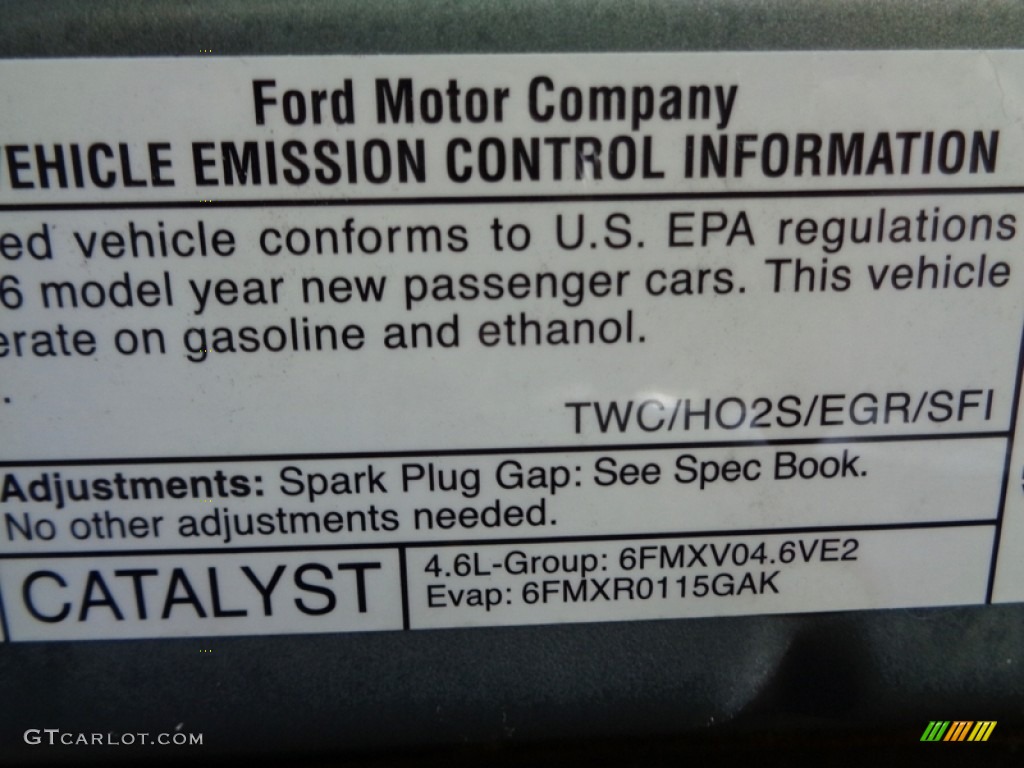 Ford Motor Company
VEHICLE EMISSION CONTROL INFORMATION
ed vehicle conforms to U.S. EPA regulations
6 model year new passenger cars. This vehicle
erate on gasoline and ethanol.
.
TWC/HO2S/EGR/SFI
Adjustments: Spark Plug Gap: See Spec Book.
No other adjustments needed.
CATALYST
4.6L-Group: 6FMXV04.6VE2
Evap: 6FMXR0115GAK
GTCARLOT.COM